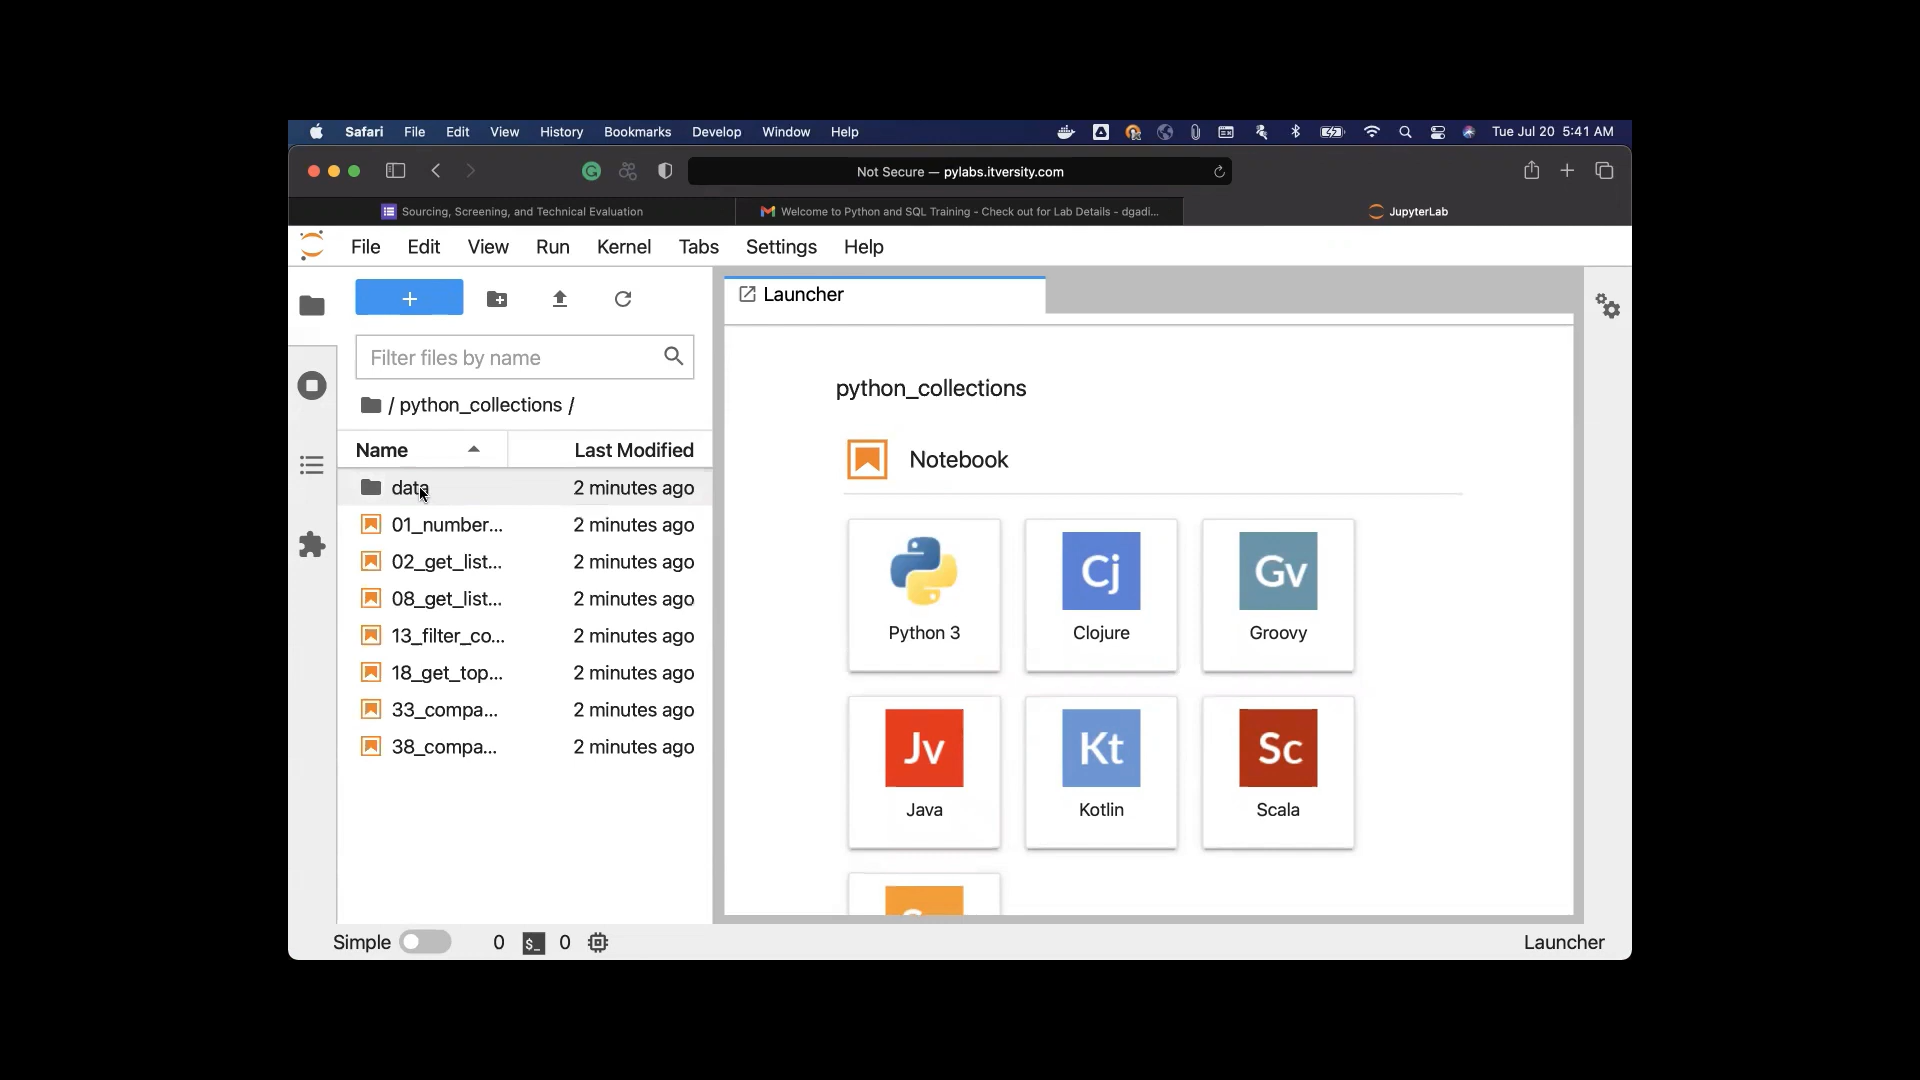 Safari File Edit View History Bookmarks Develop Window Help Tue Jul 20 5:41 AM
Not Secure — pylabs.itversity.com
Sourcing, Screening, and Technical Evaluation
Welcome to Python and SQL Training - Check out for Lab Details - dgadi...
JupyterLab
File Edit View Run Kernel Tabs Settings Help
+
Launcher
Filter files by name
/ python_collections /
Name Last Modified
data 2 minutes ago
01_number... 2 minutes ago
02_get_list... 2 minutes ago
08_get_list... 2 minutes ago
13_filter_co... 2 minutes ago
18_get_top... 2 minutes ago
33_compa... 2 minutes ago
38_compa... 2 minutes ago
python_collections
Notebook
Python 3
Cj
Clojure
Gv
Groovy
Jv
Java
Kt
Kotlin
Sc
Scala
Simple 0 $_ 0 Launcher